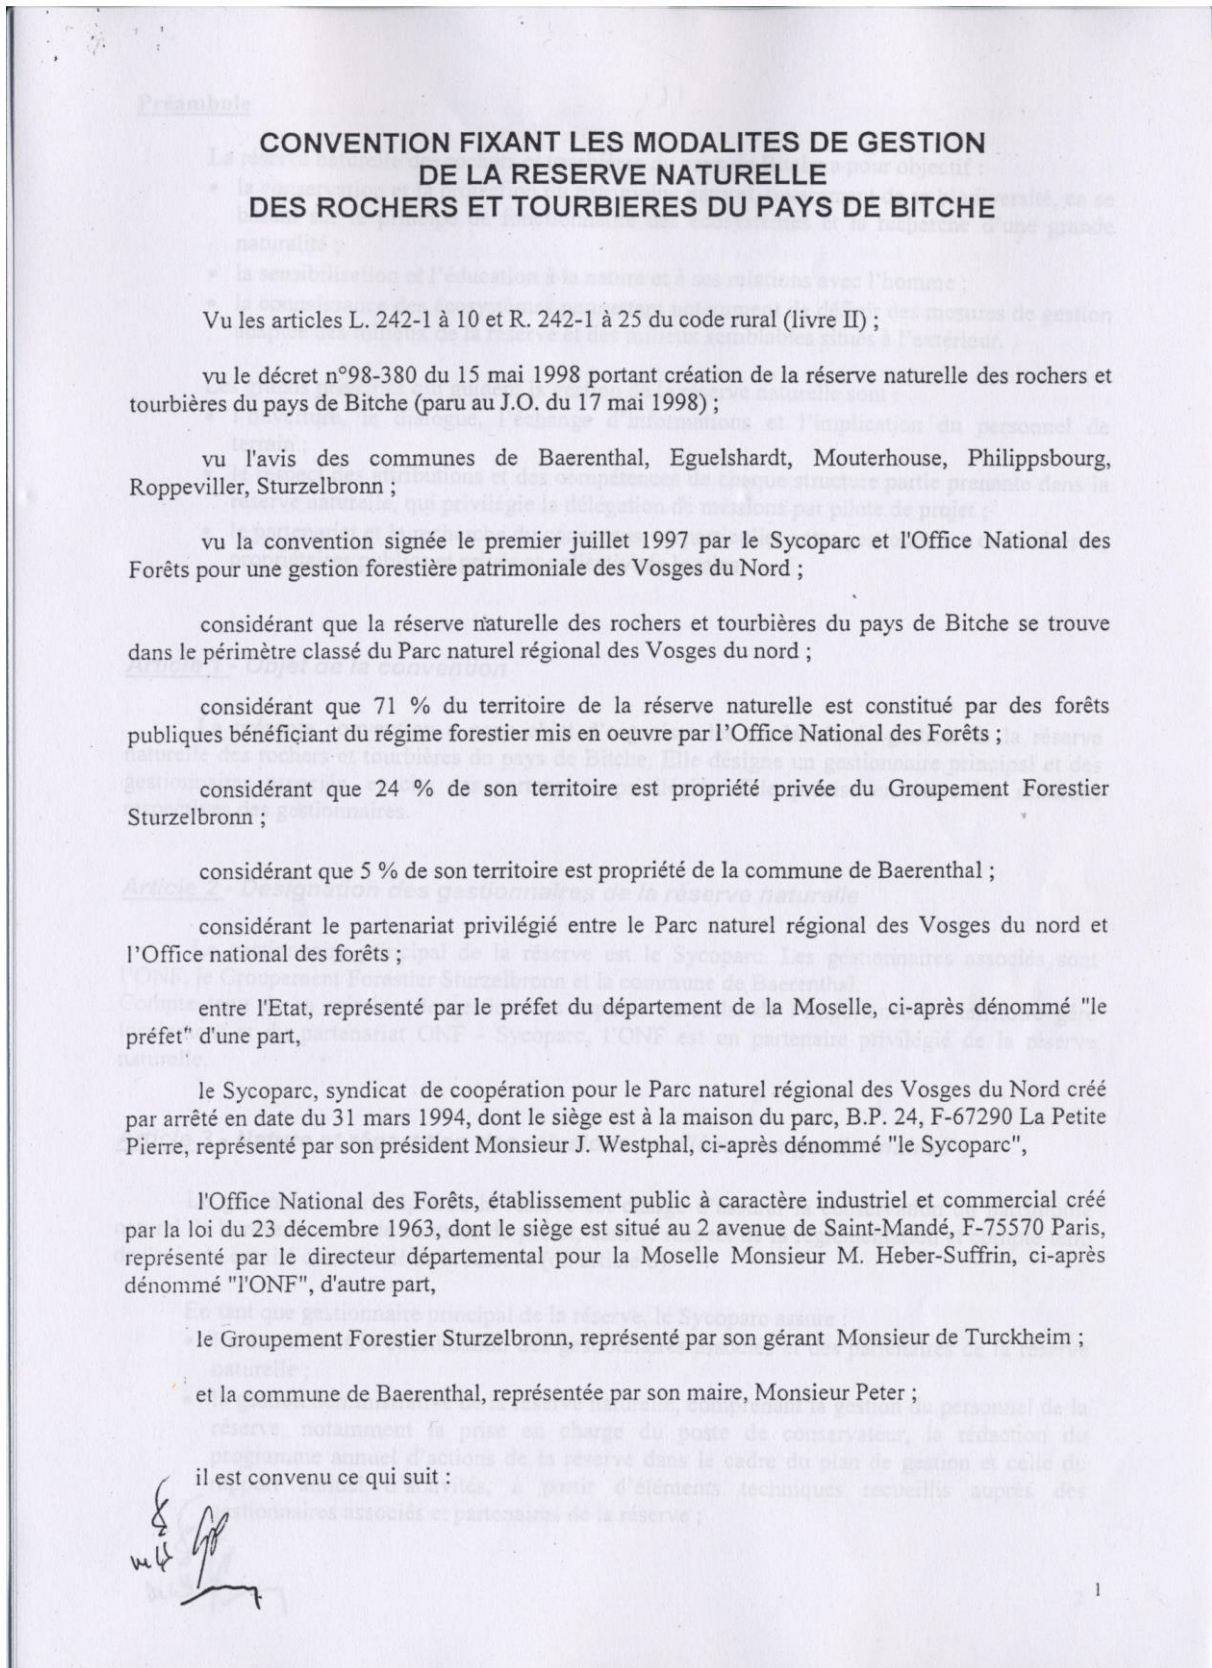 CONVENTION FIXANT LES MODALITES DE GESTION
DE LA RESERVE NATURELLE
DES ROCHERS ET TOURBIERES DU PAYS DE BITCHE
Vu les articles L. 242-1 à 10 et R. 242-1 à 25 du code rural (livre II) ;
vu le décret n°98-380 du 15 mai 1998 portant création de la réserve naturelle des rochers et
tourbières du pays de Bitche (paru au J.O. du 17 mai 1998) ;
vu l'avis des communes de Baerenthal, Eguelshardt, Mouterhouse, Philippsbourg,
Roppeviller, Sturzelbronn ;
vu la convention signée le premier juillet 1997 par le Sycoparc et l'Office National des
Forêts pour une gestion forestière patrimoniale des Vosges du Nord ;
considérant que la réserve naturelle des rochers et tourbières du pays de Bitche se trouve
dans le périmètre classé du Parc naturel régional des Vosges du nord ;
considérant que 71 % du territoire de la réserve naturelle est constitué par des forêts
publiques bénéficiant du régime forestier mis en oeuvre par l'Office National des Forêts ;
considérant que 24 % de son territoire est propriété privée du Groupement Forestier
Sturzelbronn ;
considérant que 5 % de son territoire est propriété de la commune de Baerenthal ;
considérant le partenariat privilégié entre le Parc naturel régional des Vosges du nord et
l'Office national des forêts ;
entre l'Etat, représenté par le préfet du département de la Moselle, ci-après dénommé "le
préfet" d'une part,
le Sycoparc, syndicat de coopération pour le Parc naturel régional des Vosges du Nord créé
par arrêté en date du 31 mars 1994, dont le siège est à la maison du parc, B.P. 24, F-67290 La Petite
Pierre, représenté par son président Monsieur J. Westphal, ci-après dénommé "le Sycoparc",
l'Office National des Forêts, établissement public à caractère industriel et commercial créé
par la loi du 23 décembre 1963, dont le siège est situé au 2 avenue de Saint-Mandé, F-75570 Paris,
représenté par le directeur départemental pour la Moselle Monsieur M. Heber-Suffrin, ci-après
dénommé "l'ONF", d'autre part,
le Groupement Forestier Sturzelbronn, représenté par son gérant Monsieur de Turckheim ;
et la commune de Baerenthal, représentée par son maire, Monsieur Peter ;
il est convenu ce qui suit :
1